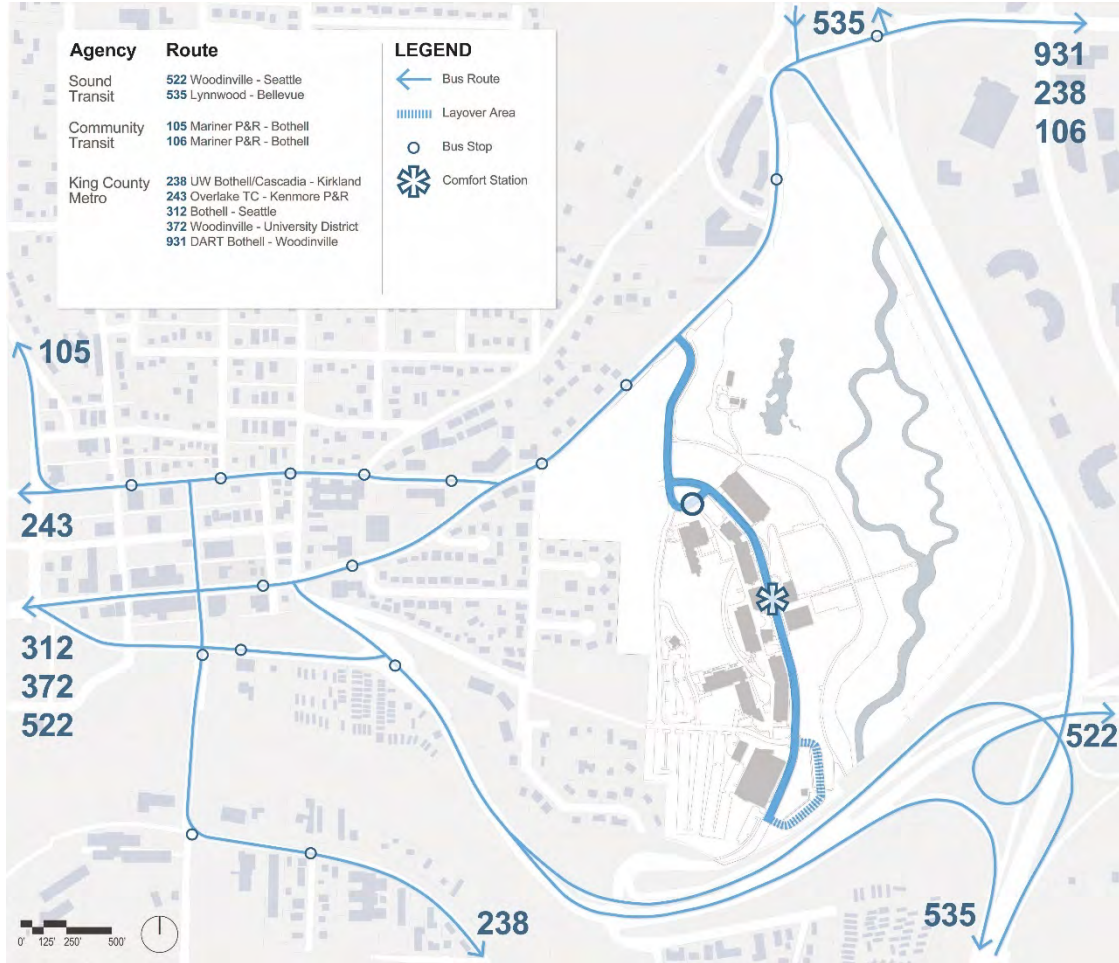 Agency Route
Sound Transit
522 Woodinville - Seattle
535 Lynnwood - Bellevue
Community Transit
105 Mariner P&R - Bothell
106 Mariner P&R - Bothell
King County Metro
238 UW Bothell/Cascadia - Kirkland
243 Overlake TC - Kenmore P&R
312 Bothell - Seattle
372 Woodinville - University District
931 DART Bothell - Woodinville
LEGEND
Bus Route
Layover Area
Bus Stop
Comfort Station
535
931
238
106
105
243
312
372
522
522
535
238
0' 125' 250' 500'